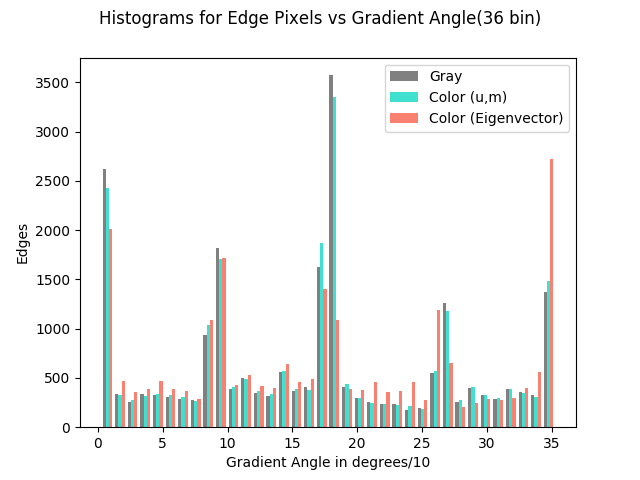 Histograms for Edge Pixels vs Gradient Angle(36 bin)
Gray
Color (u,m)
Color (Eigenvector)
3500
3000
2500
2000
1500
1000
500
0
Edges
0 5 10 15 20 25 30 35
Gradient Angle in degrees/10